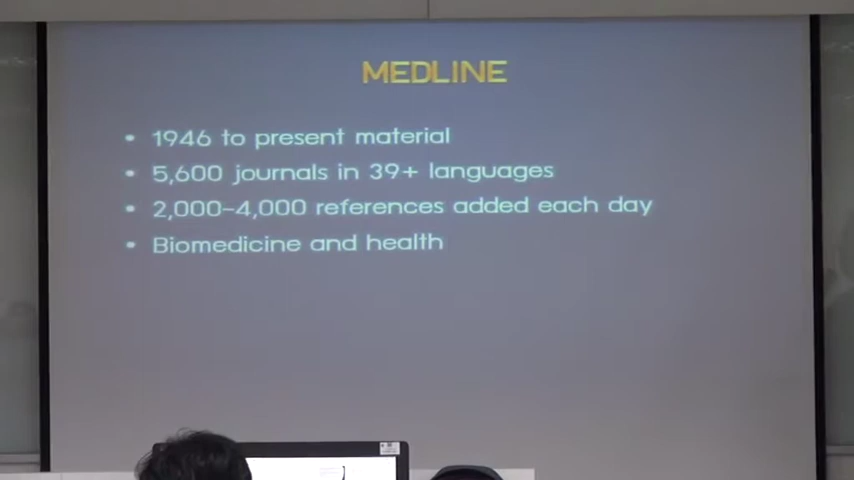 MEDLINE
• 1946 to present material
• 5,600 journals in 39+ languages
• 2,000–4,000 references added each day
• Biomedicine and health